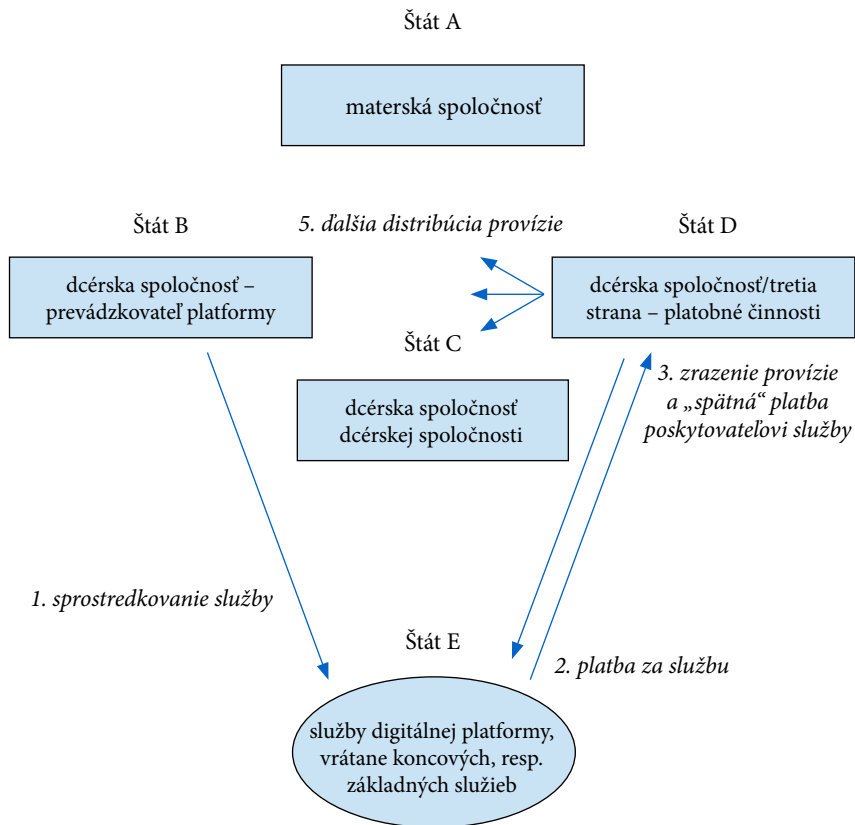 Štát A
materská spoločnosť
Štát B
5. ďalšia distribúcia provízie
Štát D
dcérska spoločnosť –
prevádzkovateľ platformy
dcérska spoločnosť/tretia
strana – platobné činnosti
Štát C
dcérska spoločnosť
dcérskej spoločnosti
3. zrazenie provízie
a „spätná“ platba
poskytovateľovi služby
1. sprostredkovanie služby
Štát E
2. platba za službu
služby digitálnej platformy,
vrátane koncových, resp.
základných služieb